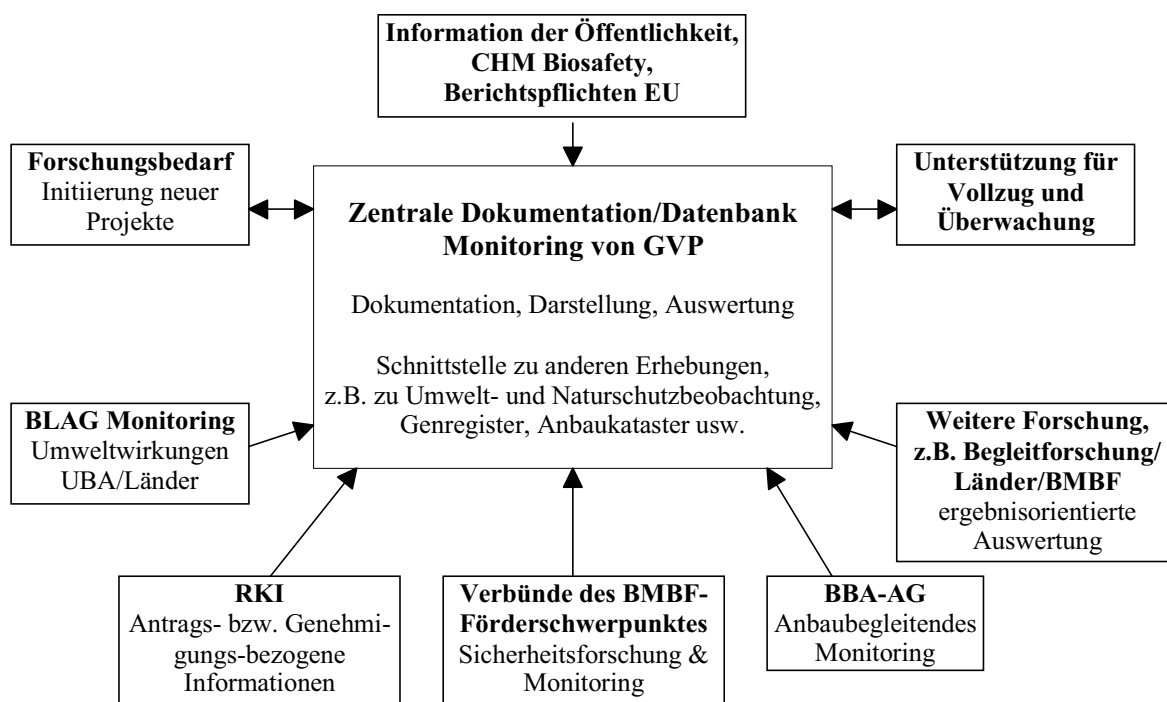 Information der Öffentlichkeit,
CHM Biosafety,
Berichtspflichten EU
Forschungsbedarf
Initiierung neuer
Projekte
Zentrale Dokumentation/Datenbank
Monitoring von GVP
Dokumentation, Darstellung, Auswertung
Schnittstelle zu anderen Erhebungen,
z.B. zu Umwelt- und Naturschutzbeobachtung,
Genregister, Anbaukataster usw.
Unterstützung für
Vollzug und
Überwachung
BLAG Monitoring
Umweltwirkungen
UBA/Länder
Weitere Forschung,
z.B. Begleitforschung/
Länder/BMBF
ergebnisorientierte
Auswertung
RKI
Antrags- bzw. Genehmi-
gungs-bezogene
Informationen
Verbünde des BMBF-
Förderschwerpunktes
Sicherheitsforschung &
Monitoring
BBA-AG
Anbaubegleitendes
Monitoring